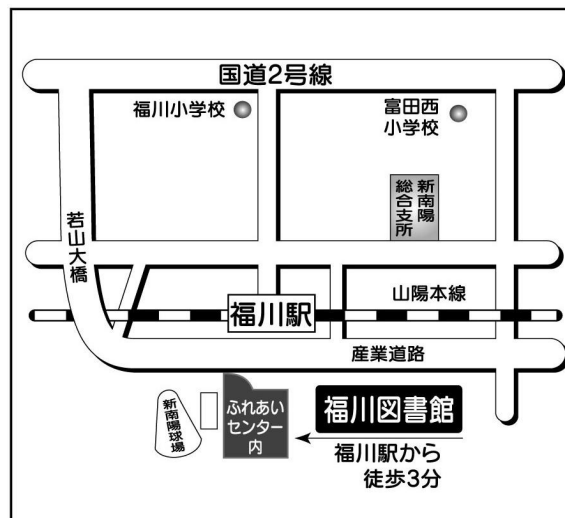 国道2号線
福川小学校
富田西
小学校
新南陽
総合支所
若山大橋
山陽本線
福川駅
産業道路
新南陽球場
ふれあい
センター
内
福川図書館
福川駅から
徒歩3分